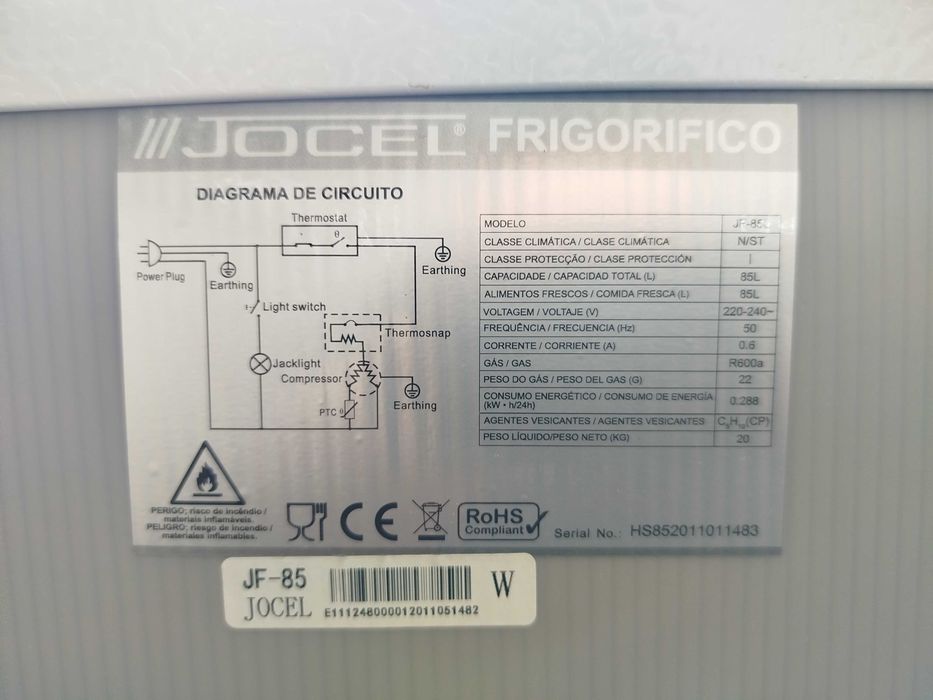 JOCEL® FRIGORIFICO
DIAGRAMA DE CIRCUITO
Thermostat
θ
Power Plug
Earthing
Earthing
Light switch
Thermosnap
Jacklight
Compressor
Earthing
PTC θ
MODELO JF-85
CLASSE CLIMÁTICA / CLASE CLIMÁTICA N/ST
CLASSE PROTECÇÃO / CLASE PROTECCIÓN I
CAPACIDADE / CAPACIDAD TOTAL (L) 85L
ALIMENTOS FRESCOS / COMIDA FRESCA (L) 85L
VOLTAGEM / VOLTAJE (V) 220-240~
FREQUÊNCIA / FRECUENCIA (Hz) 50
CORRENTE / CORRIENTE (A) 0.6
GÁS / GAS R600a
PESO DO GÁS / PESO DEL GAS (G) 22
CONSUMO ENERGÉTICO / CONSUMO DE ENERGÍA 0.288
(kW • h/24h)
AGENTES VESICANTES / AGENTES VESICANTES C₅H₁₀(CP)
PESO LÍQUIDO/PESO NETO (KG) 20
PERIGO; risco de incêndio /
materiais inflamáveis.
PELIGRO; riesgo de incendio /
materiales inflamables.
CE
RoHS
Compliant
Serial No.: HS852011011483
JF-85
JOCEL
E111248000012011051482
W